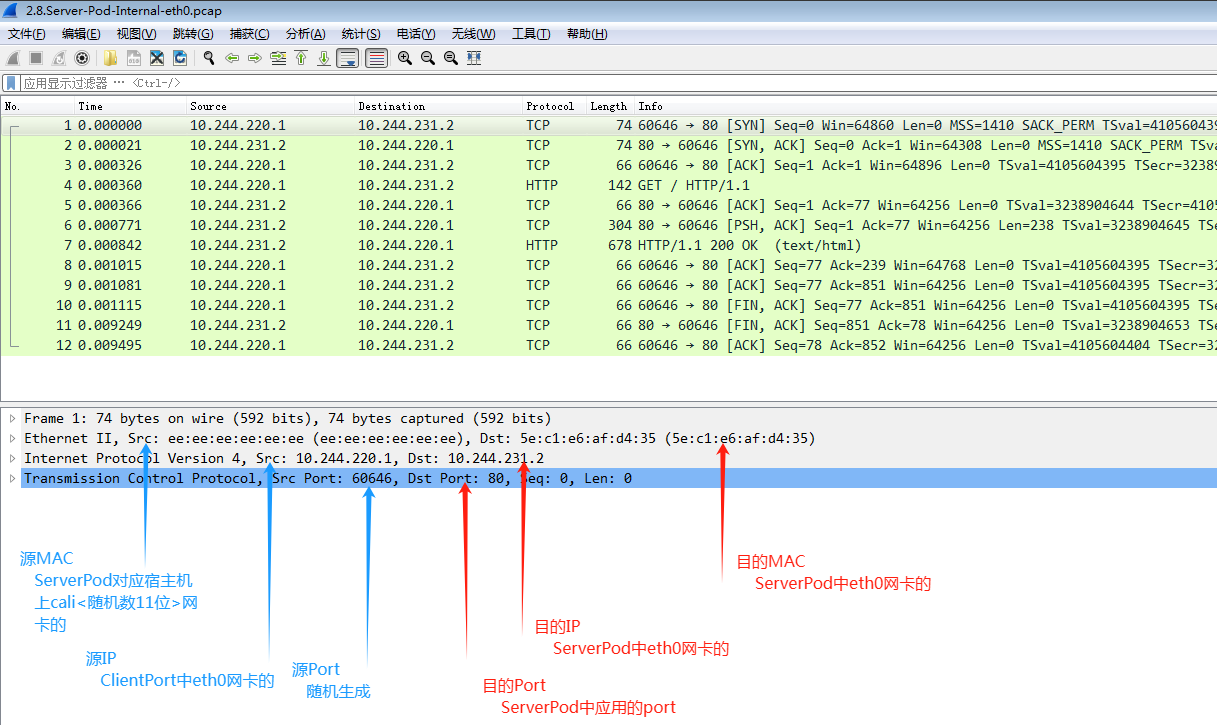 2.8.Server-Pod-Internal-eth0.pcap
文件(F) 编辑(E) 视图(V) 跳转(G) 捕获(C) 分析(A) 统计(S) 电话(Y) 无线(W) 工具(T) 帮助(H)
应用显示过滤器 … <Ctrl-/>
No. Time Source Destination Protocol Length Info
1 0.000000 10.244.220.1 10.244.231.2 TCP 74 60646 → 80 [SYN] Seq=0 Win=64860 Len=0 MSS=1410 SACK_PERM TSval=41056043
2 0.000021 10.244.231.2 10.244.220.1 TCP 74 80 → 60646 [SYN, ACK] Seq=0 Ack=1 Win=64308 Len=0 MSS=1410 SACK_PERM TSva
3 0.000326 10.244.220.1 10.244.231.2 TCP 66 60646 → 80 [ACK] Seq=1 Ack=1 Win=64896 Len=0 TSval=4105604395 TSecr=32389
4 0.000360 10.244.220.1 10.244.231.2 HTTP 142 GET / HTTP/1.1
5 0.000366 10.244.231.2 10.244.220.1 TCP 66 80 → 60646 [ACK] Seq=1 Ack=77 Win=64256 Len=0 TSval=3238904644 TSecr=4105
6 0.000771 10.244.231.2 10.244.220.1 TCP 304 80 → 60646 [PSH, ACK] Seq=1 Ack=77 Win=64256 Len=238 TSval=3238904645 TSe
7 0.000842 10.244.231.2 10.244.220.1 HTTP 678 HTTP/1.1 200 OK (text/html)
8 0.001015 10.244.220.1 10.244.231.2 TCP 66 60646 → 80 [ACK] Seq=77 Ack=239 Win=64768 Len=0 TSval=4105604395 TSecr=32
9 0.001081 10.244.220.1 10.244.231.2 TCP 66 60646 → 80 [ACK] Seq=77 Ack=851 Win=64256 Len=0 TSval=4105604395 TSecr=32
10 0.001115 10.244.220.1 10.244.231.2 TCP 66 60646 → 80 [FIN, ACK] Seq=77 Ack=851 Win=64256 Len=0 TSval=4105604395 TS
11 0.009249 10.244.231.2 10.244.220.1 TCP 66 80 → 60646 [FIN, ACK] Seq=851 Ack=78 Win=64256 Len=0 TSval=3238904653 TS
12 0.009495 10.244.220.1 10.244.231.2 TCP 66 60646 → 80 [ACK] Seq=78 Ack=852 Win=64256 Len=0 TSval=4105604404 TSecr=32
Frame 1: 74 bytes on wire (592 bits), 74 bytes captured (592 bits)
Ethernet II, Src: ee:ee:ee:ee:ee:ee (ee:ee:ee:ee:ee:ee), Dst: 5e:c1:e6:af:d4:35 (5e:c1:e6:af:d4:35)
Internet Protocol Version 4, Src: 10.244.220.1, Dst: 10.244.231.2
Transmission Control Protocol, Src Port: 60646, Dst Port: 80, Seq: 0, Len: 0
源MAC
ServerPod对应宿主机
上cali<随机数11位>网
卡的
目的MAC
ServerPod中eth0网卡的
目的IP
ServerPod中eth0网卡的
源IP
ClientPort中eth0网卡的
源Port
随机生成
目的Port
ServerPod中应用的port